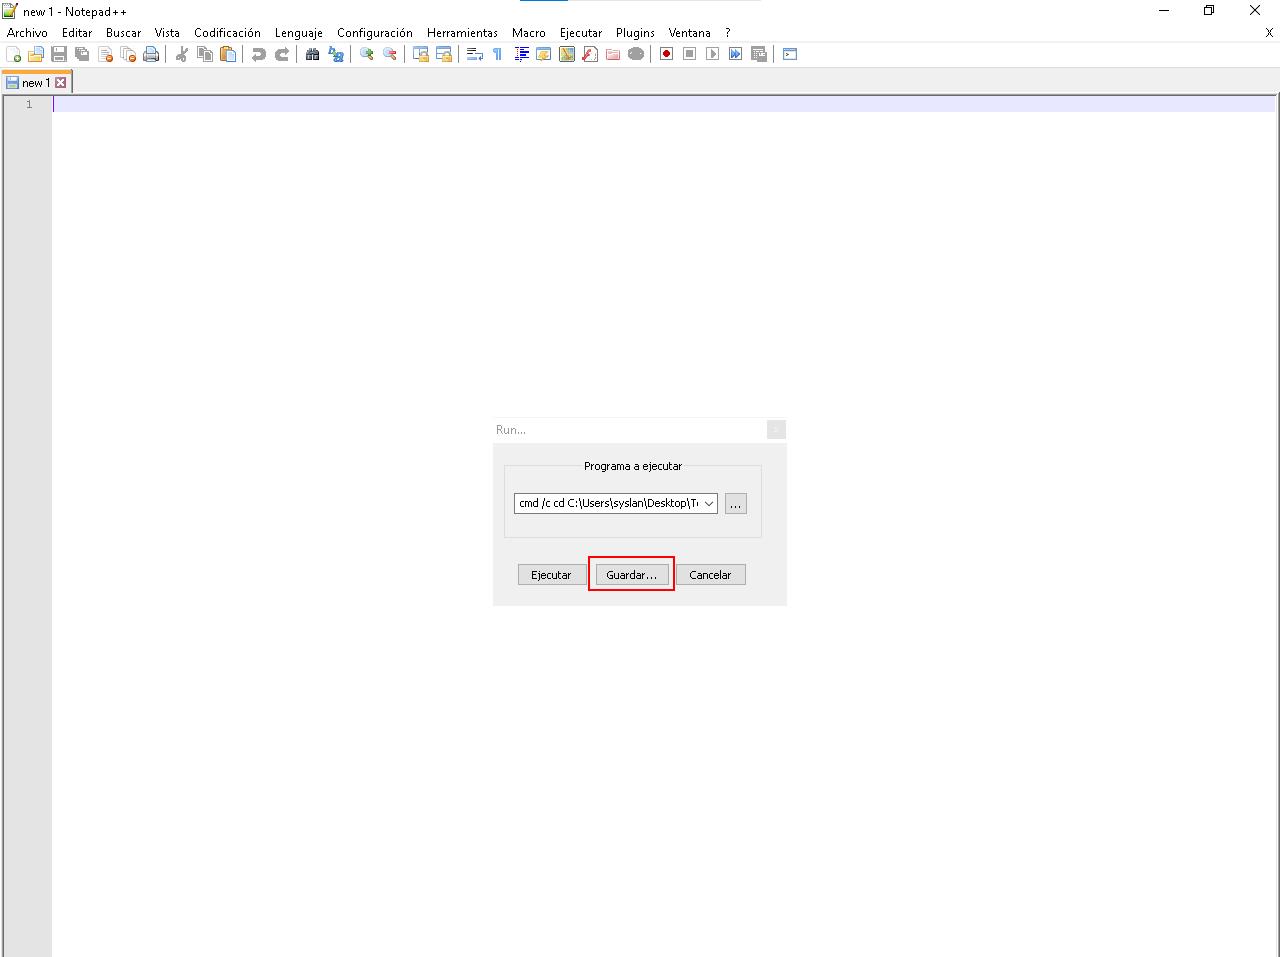 new 1 - Notepad++
Archivo Editar Buscar Vista Codificación Lenguaje Configuración Herramientas Macro Ejecutar Plugins Ventana ? X
new 1
1
Run...
Programa a ejecutar
cmd /c cd C:\Users\syslan\Desktop\T
...
Ejecutar Guardar... Cancelar